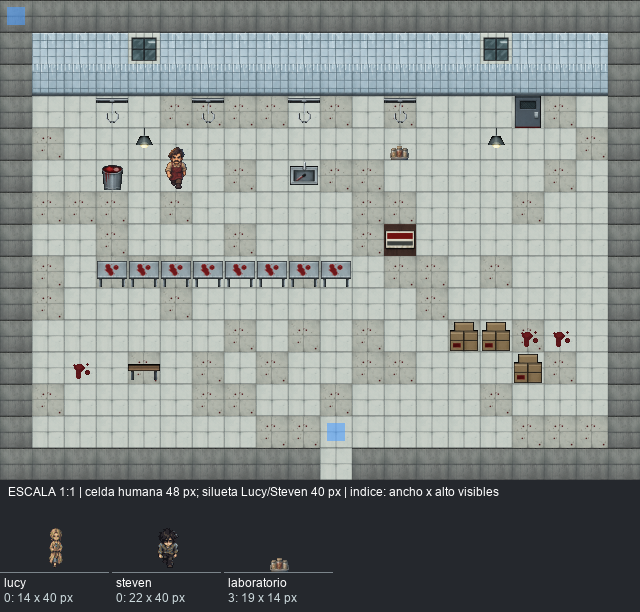 ESCALA 1:1 | celda humana 48 px; silueta Lucy/Steven 40 px | indice: ancho x alto visibles
lucy
0: 14 x 40 px
steven
0: 22 x 40 px
laboratorio
3: 19 x 14 px